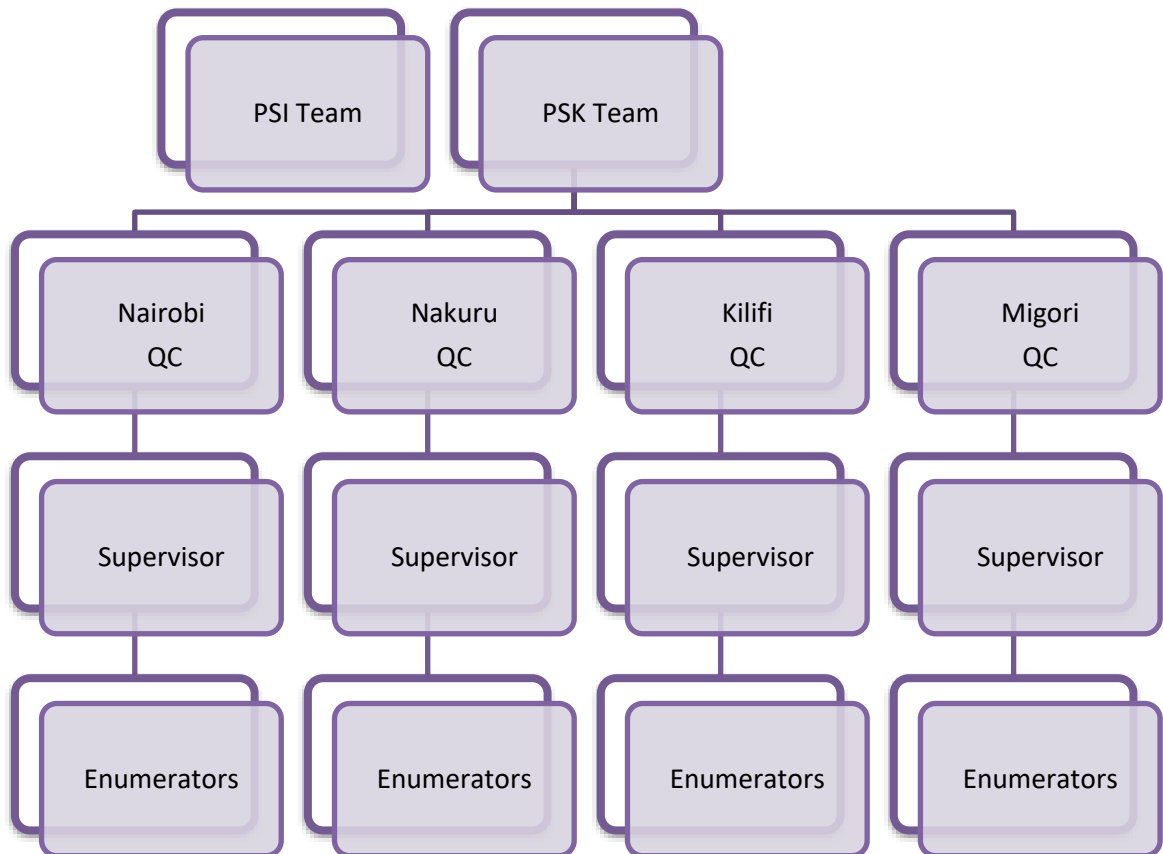 PSI Team
PSK Team
Nairobi
QC
Nakuru
QC
Kilifi
QC
Migori
QC
Supervisor
Supervisor
Supervisor
Supervisor
Enumerators
Enumerators
Enumerators
Enumerators